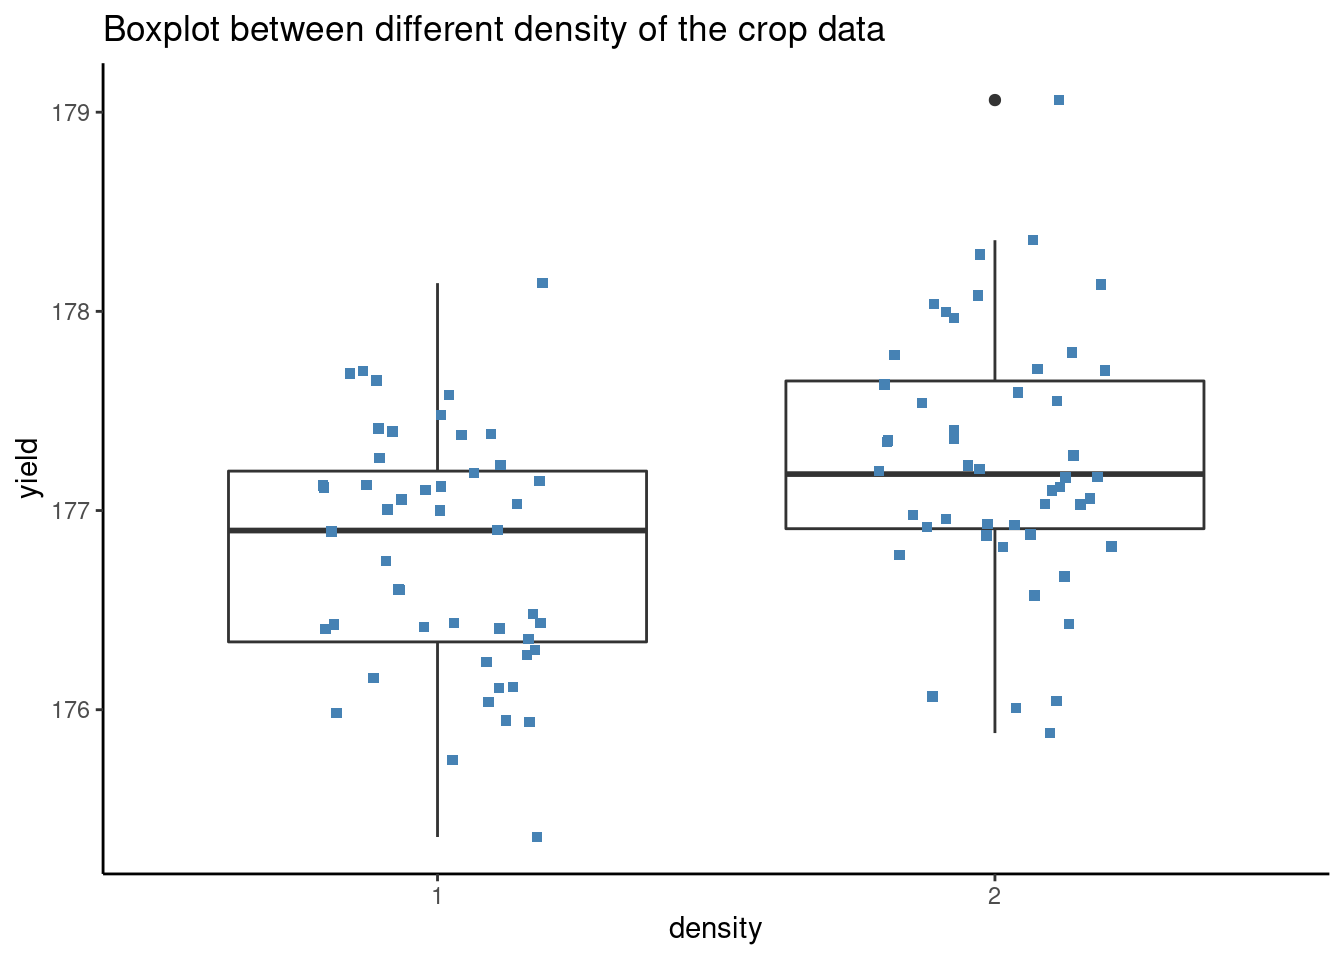 Boxplot between different density of the crop data
179
178
177
176
yield
1
2
density